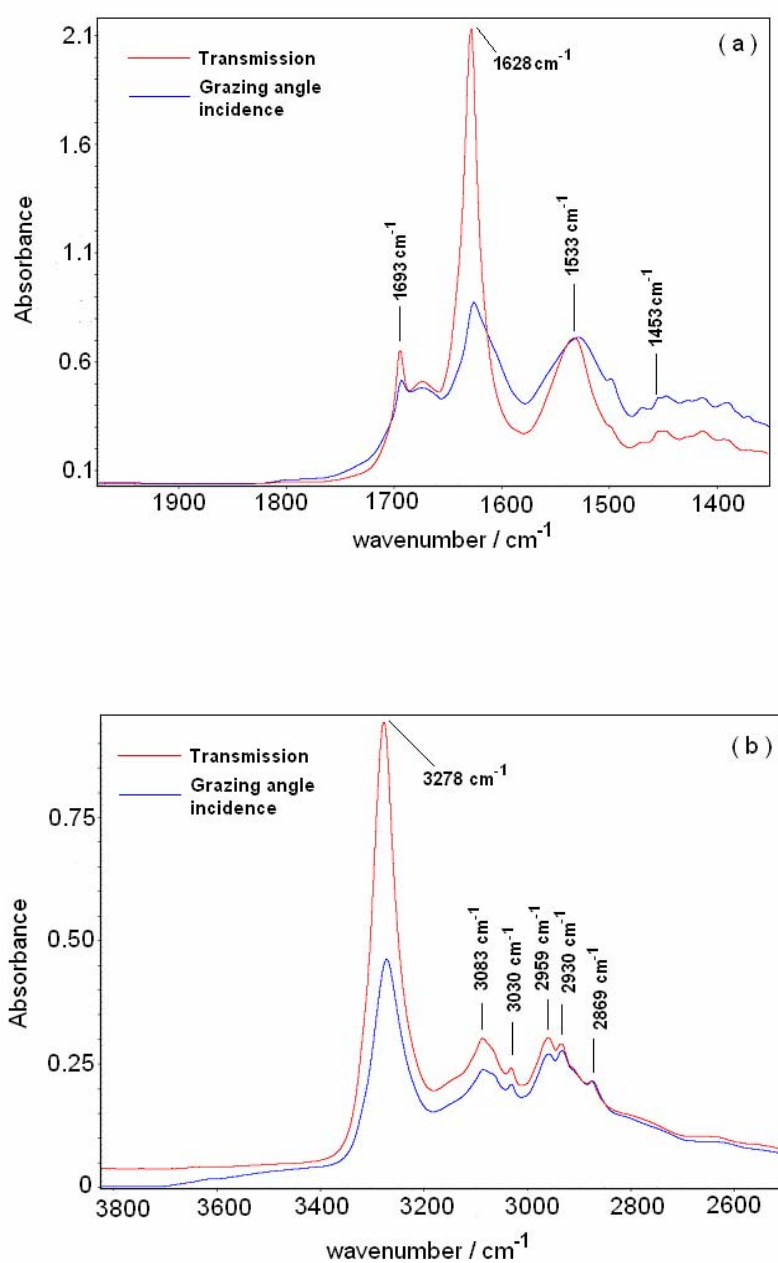 ( a )
Transmission
Grazing angle
incidence
1628 cm⁻¹
1693 cm⁻¹
1533 cm⁻¹
1453 cm⁻¹
Absorbance
2.1
1.6
1.1
0.6
0.1
1900 1800 1700 1600 1500 1400
wavenumber / cm⁻¹
( b )
Transmission
Grazing angle
incidence
3278 cm⁻¹
3083 cm⁻¹
3030 cm⁻¹
2959 cm⁻¹
2930 cm⁻¹
2869 cm⁻¹
Absorbance
0.75
0.50
0.25
0
3800 3600 3400 3200 3000 2800 2600
wavenumber / cm⁻¹